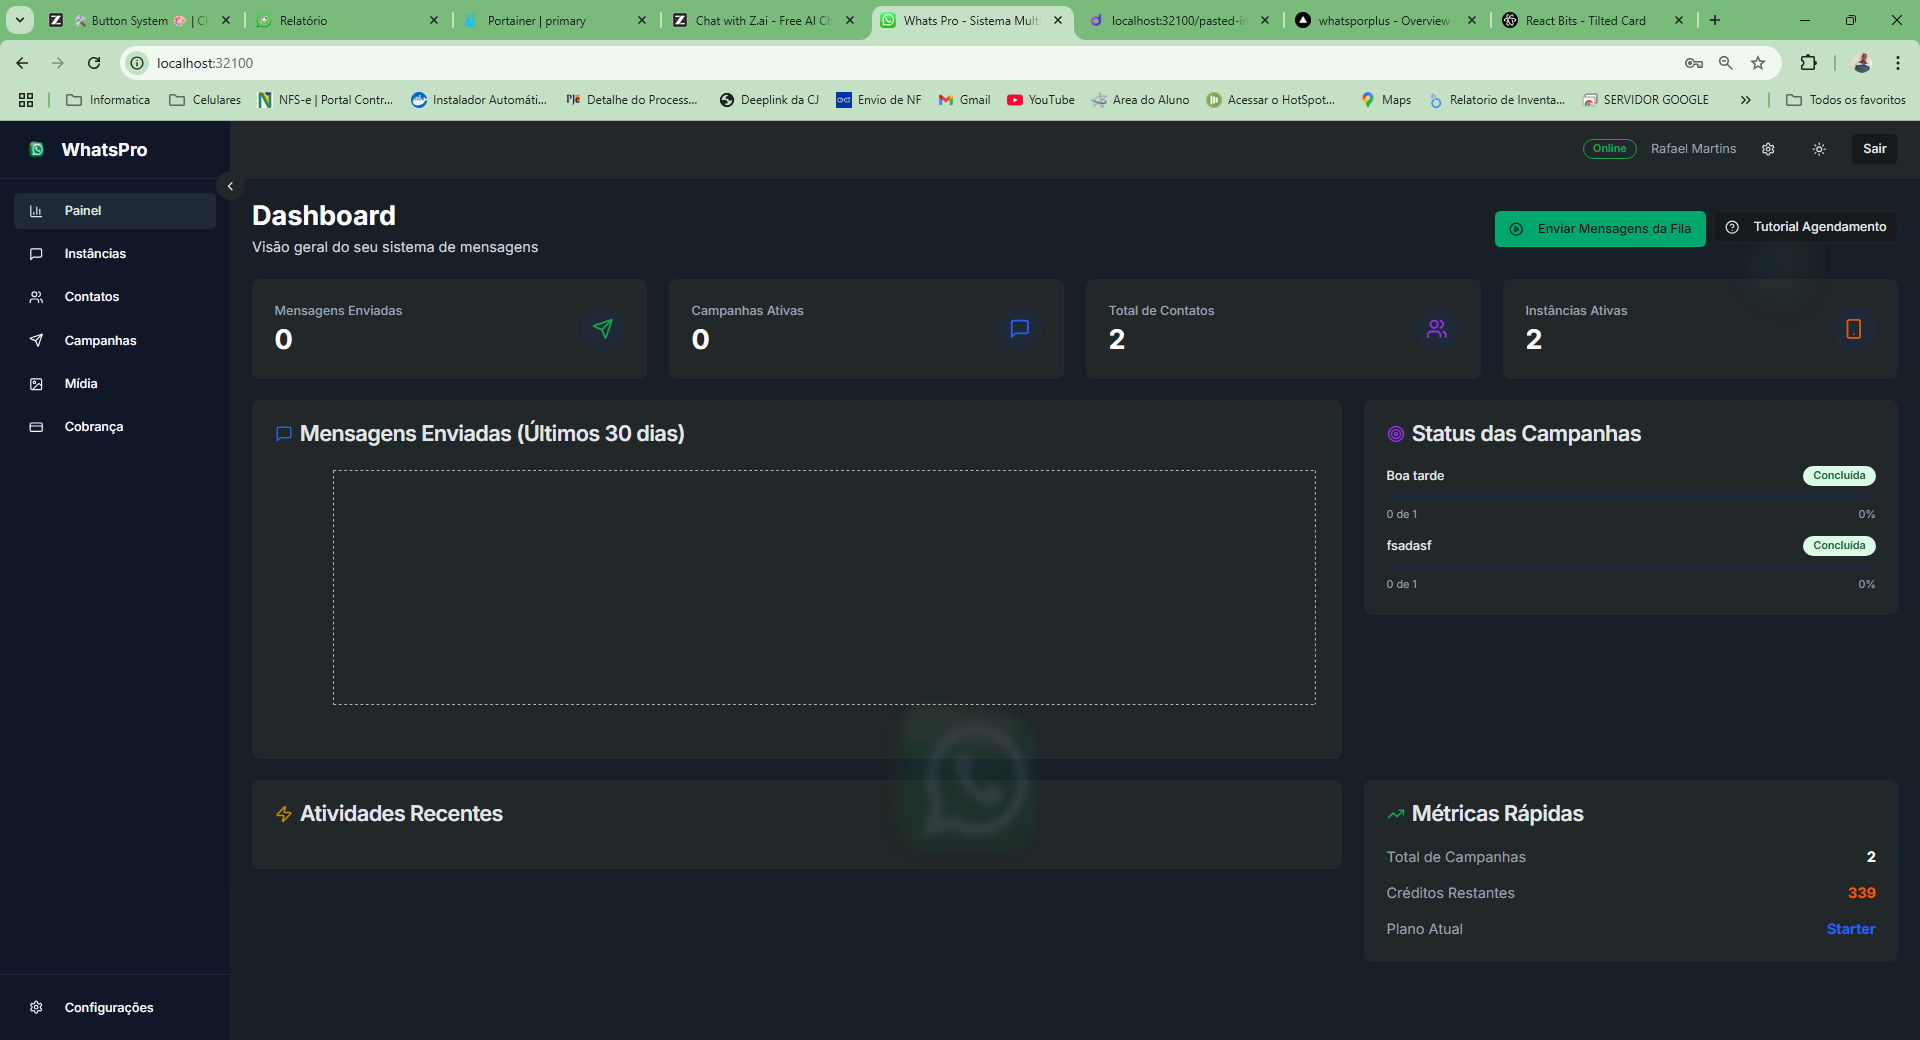 🛠️ Button System 🎨 | C
Relatório
Portainer | primary
Chat with Z.ai - Free AI Ch
Whats Pro - Sistema Mult
localhost:32100/pasted-in
whatsporplus - Overview
React Bits - Tilted Card
localhost:32100
Informatica
Celulares
NFS-e | Portal Contr...
Instalador Automáti...
PJe Detalhe do Process...
Deeplink da CJ
Envio de NF
Gmail
YouTube
Area do Aluno
Acessar o HotSpot...
Maps
Relatorio de Inventa...
SERVIDOR GOOGLE
Todos os favoritos
WhatsPro
Online
Rafael Martins
Sair
Painel
Instâncias
Contatos
Campanhas
Mídia
Cobrança
Configurações
Dashboard
Visão geral do seu sistema de mensagens
Enviar Mensagens da Fila
Tutorial Agendamento
Mensagens Enviadas
0
Campanhas Ativas
0
Total de Contatos
2
Instâncias Ativas
2
Mensagens Enviadas (Últimos 30 dias)
Status das Campanhas
Boa tarde
Concluída
0 de 1
0%
fsadasf
Concluída
0 de 1
0%
Atividades Recentes
Métricas Rápidas
Total de Campanhas
2
Créditos Restantes
339
Plano Atual
Starter